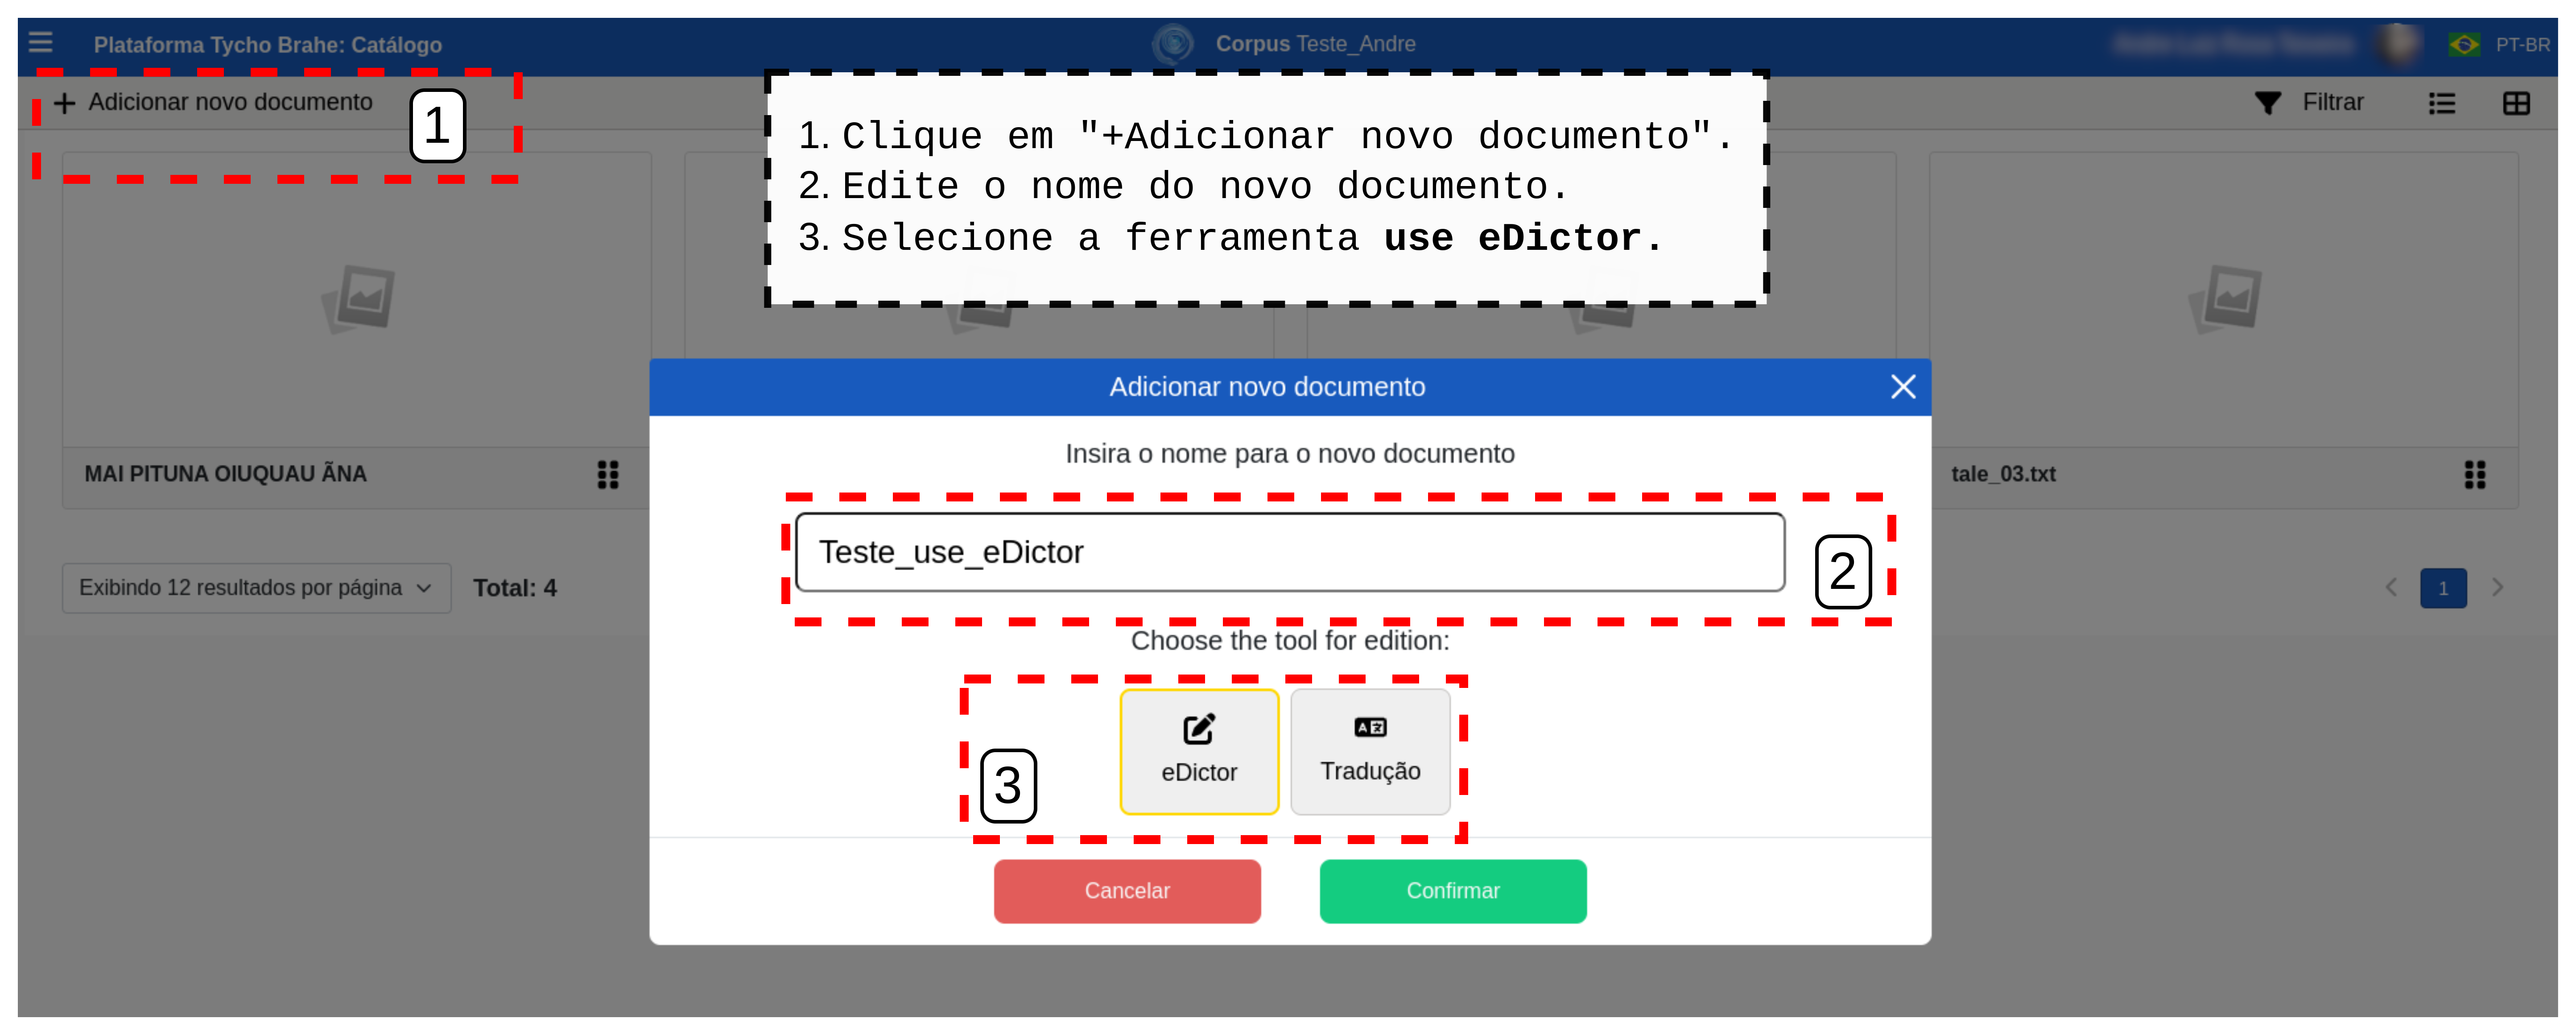 Plataforma Tycho Brahe: Catálogo
Corpus Teste_Andre
PT-BR
+ Adicionar novo documento
1
Filtrar
1. Clique em "+Adicionar novo documento".
2. Edite o nome do novo documento.
3. Selecione a ferramenta use eDictor.
Adicionar novo documento
Insira o nome para o novo documento
MAI PITUNA OIUQUAU ÃNA
tale_03.txt
Teste_use_eDictor
2
Exibindo 12 resultados por página
Total: 4
1
Choose the tool for edition:
3
eDictor
Tradução
Cancelar
Confirmar